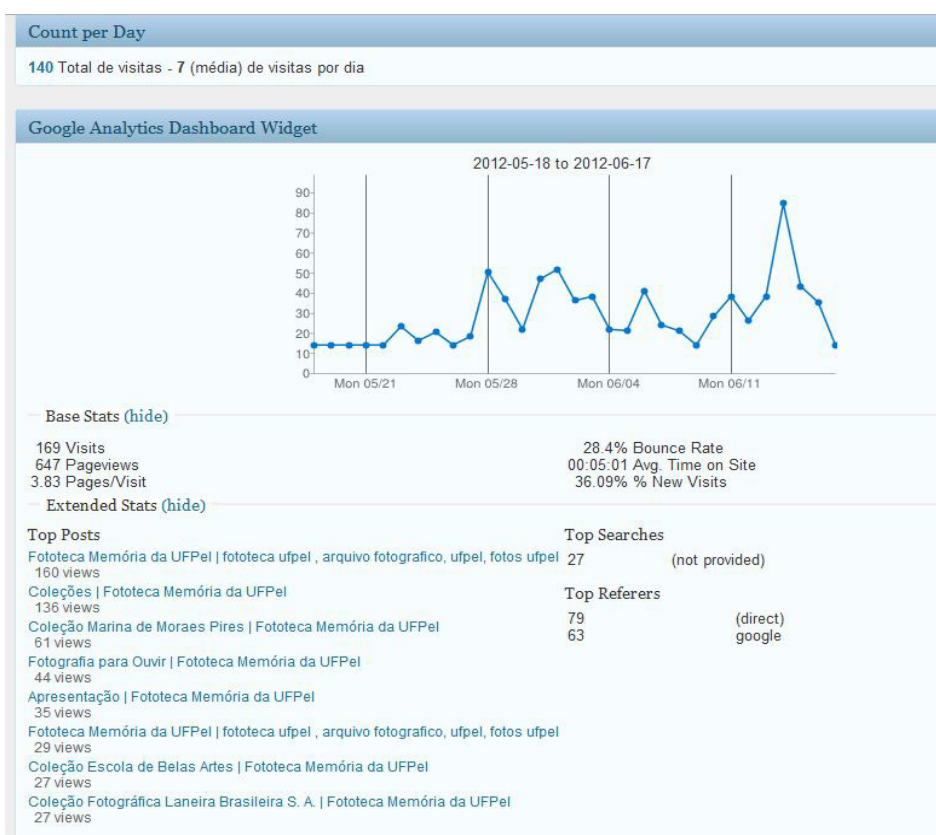 Count per Day
140 Total de visitas - 7 (média) de visitas por dia
Google Analytics Dashboard Widget
2012-05-18 to 2012-06-17
90
80
70
60
50
40
30
20
10
0
Mon 05/21 Mon 05/28 Mon 06/04 Mon 06/11
Base Stats (hide)
169 Visits
647 Pageviews
3.83 Pages/Visit
28.4% Bounce Rate
00:05:01 Avg. Time on Site
36.09% % New Visits
Extended Stats (hide)
Top Posts
Fototeca Memória da UFPel | fototeca ufpel , arquivo fotografico, ufpel, fotos ufpel
160 views
Coleções | Fototeca Memória da UFPel
136 views
Coleção Marina de Moraes Pires | Fototeca Memória da UFPel
61 views
Fotografia para Ouvir | Fototeca Memória da UFPel
44 views
Apresentação | Fototeca Memória da UFPel
35 views
Fototeca Memória da UFPel | fototeca ufpel , arquivo fotografico, ufpel, fotos ufpel
29 views
Coleção Escola de Belas Artes | Fototeca Memória da UFPel
27 views
Coleção Fotográfica Laneira Brasileira S. A. | Fototeca Memória da UFPel
27 views
Top Searches
27 (not provided)
Top Referers
79 (direct)
63 google